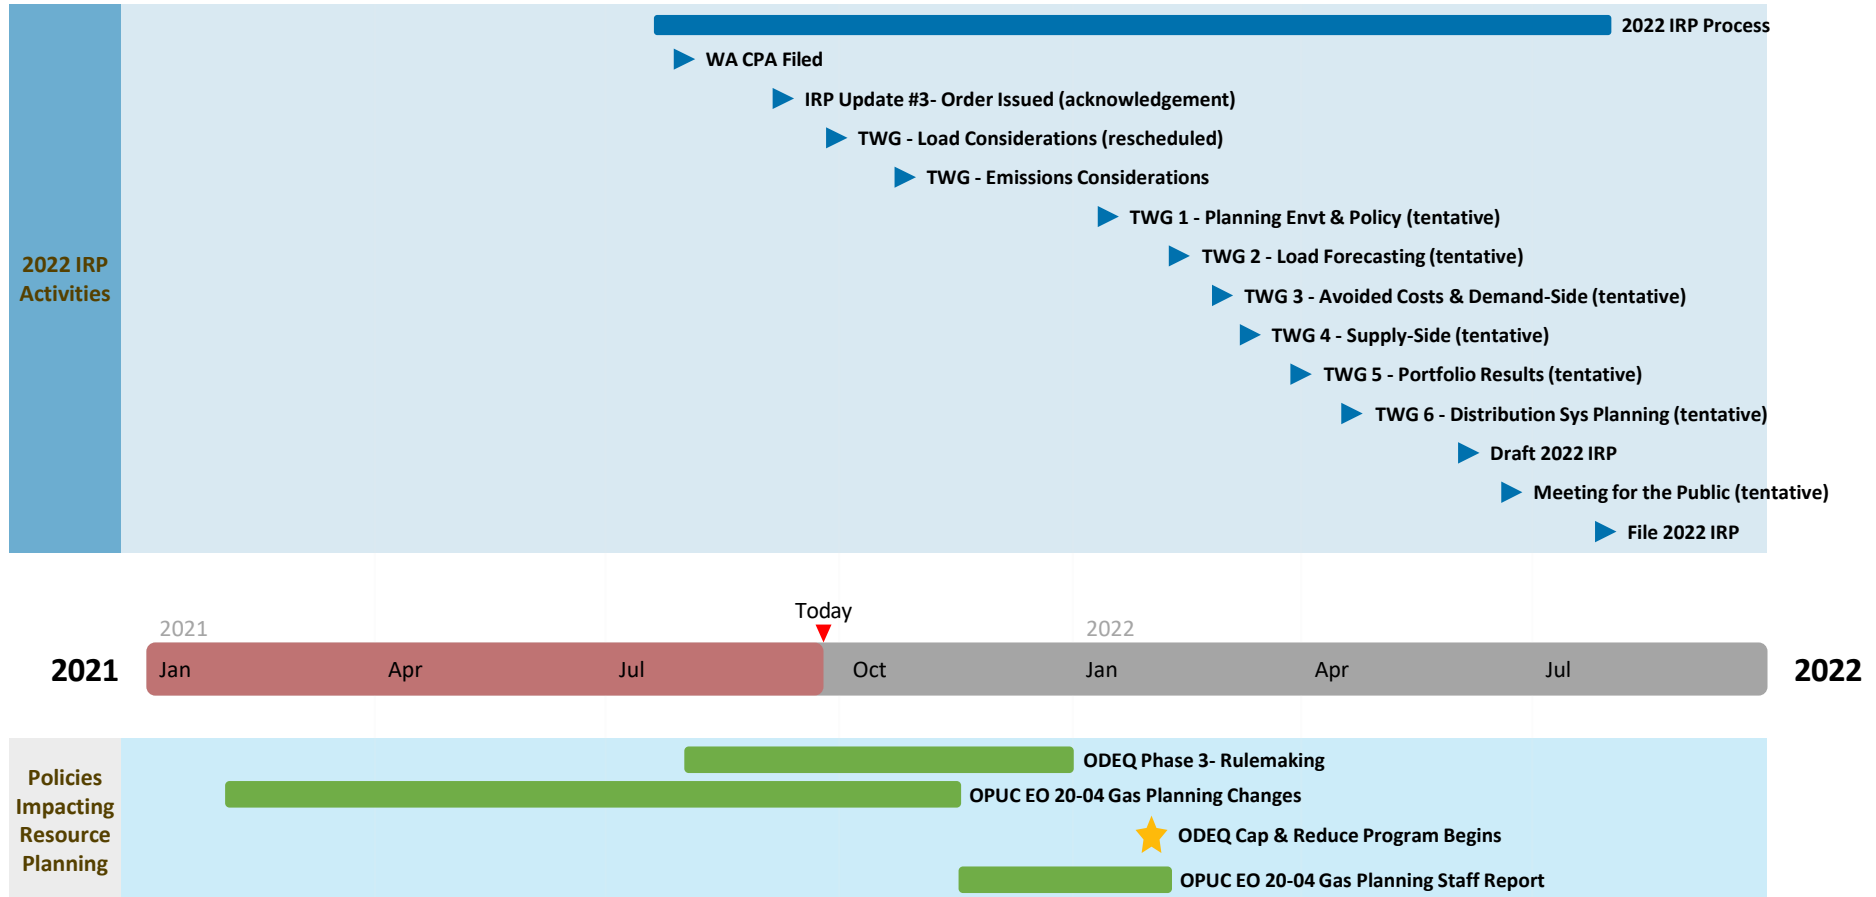 2022 IRP Process
WA CPA Filed
IRP Update #3- Order Issued (acknowledgement)
TWG - Load Considerations (rescheduled)
TWG - Emissions Considerations
TWG 1 - Planning Envt & Policy (tentative)
TWG 2 - Load Forecasting (tentative)
2022 IRP
Activities
TWG 3 - Avoided Costs & Demand-Side (tentative)
TWG 4 - Supply-Side (tentative)
TWG 5 - Portfolio Results (tentative)
TWG 6 - Distribution Sys Planning (tentative)
Draft 2022 IRP
Meeting for the Public (tentative)
File 2022 IRP
Today
2021
2022
2021
Jan
Apr
Jul
Oct
Jan
Apr
Jul
2022
Policies
Impacting
Resource
Planning
ODEQ Phase 3- Rulemaking
OPUC EO 20-04 Gas Planning Changes
ODEQ Cap & Reduce Program Begins
OPUC EO 20-04 Gas Planning Staff Report